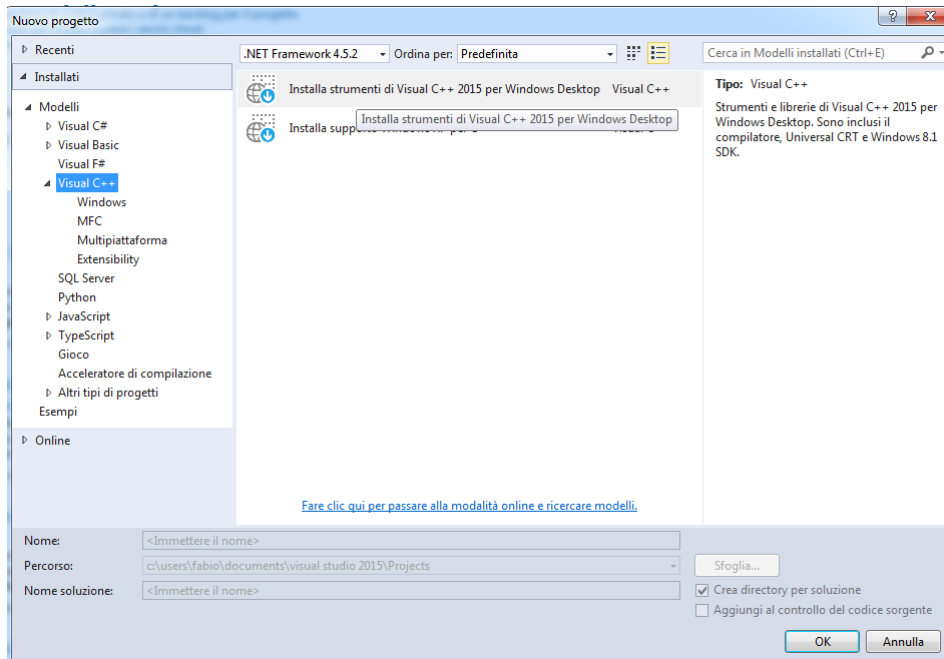 Nuovo progetto
Recenti
.NET Framework 4.5.2
Ordina per:
Predefinita
Cerca in Modelli installati (Ctrl+E)
Installati
Modelli
Visual C#
Visual Basic
Visual F#
Visual C++
Windows
MFC
Multipiattaforma
Extensibility
SQL Server
Python
JavaScript
TypeScript
Gioco
Acceleratore di compilazione
Altri tipi di progetti
Esempi
Online
Installa strumenti di Visual C++ 2015 per Windows Desktop Visual C++
Installa strumenti di Visual C++ 2015 per Windows Desktop
Installa
Fare clic qui per passare alla modalità online e ricercare modelli.
Tipo: Visual C++
Strumenti e librerie di Visual C++ 2015 per
Windows Desktop. Sono inclusi il
compilatore, Universal CRT e Windows 8.1
SDK.
Nome:
<Immettere il nome>
Percorso:
c:\users\fabio\documents\visual studio 2015\Projects
Sfoglia...
Nome soluzione:
<Immettere il nome>
Crea directory per soluzione
Aggiungi al controllo del codice sorgente
OK
Annulla